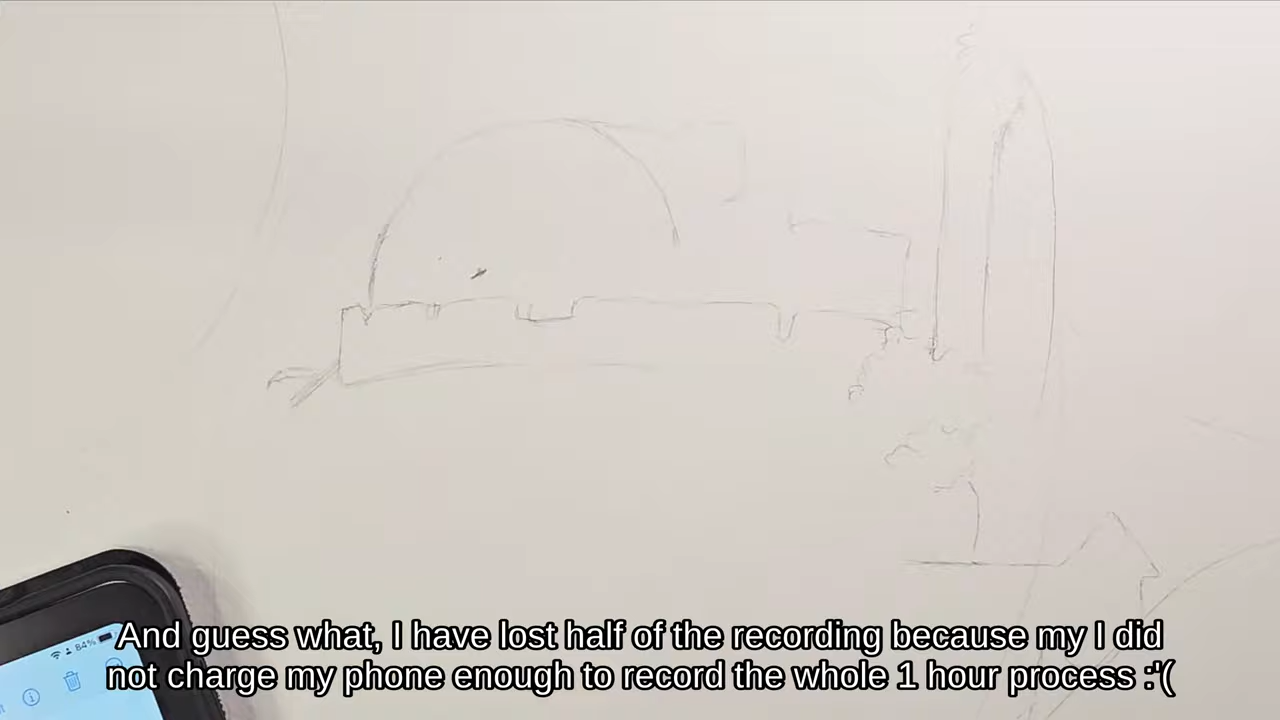 84%
And guess what, I have lost half of the recording because my I did
not charge my phone enough to record the whole 1 hour process :'(